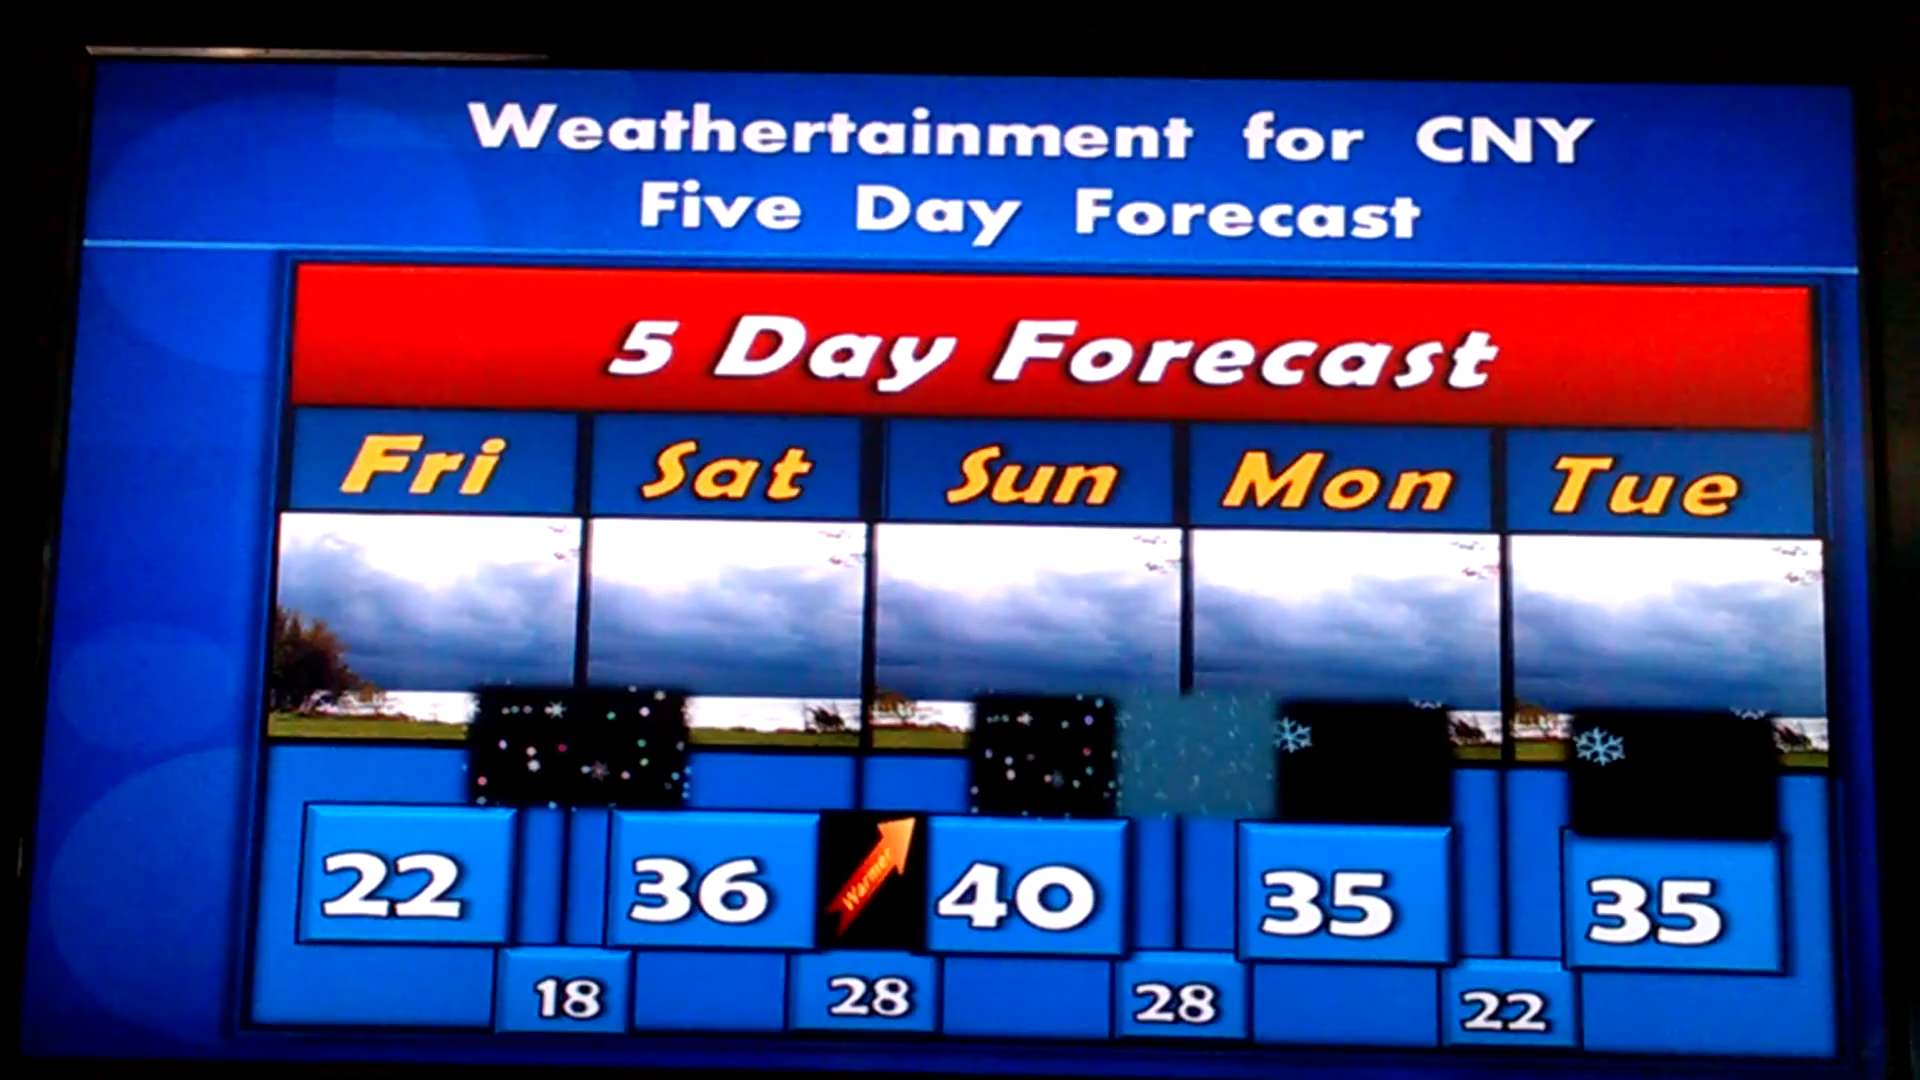 Weathertainment for CNY
Five Day Forecast
5 Day Forecast
Fri Sat Sun Mon Tue
22 36 Warmer 40 35 35
18 28 28 22